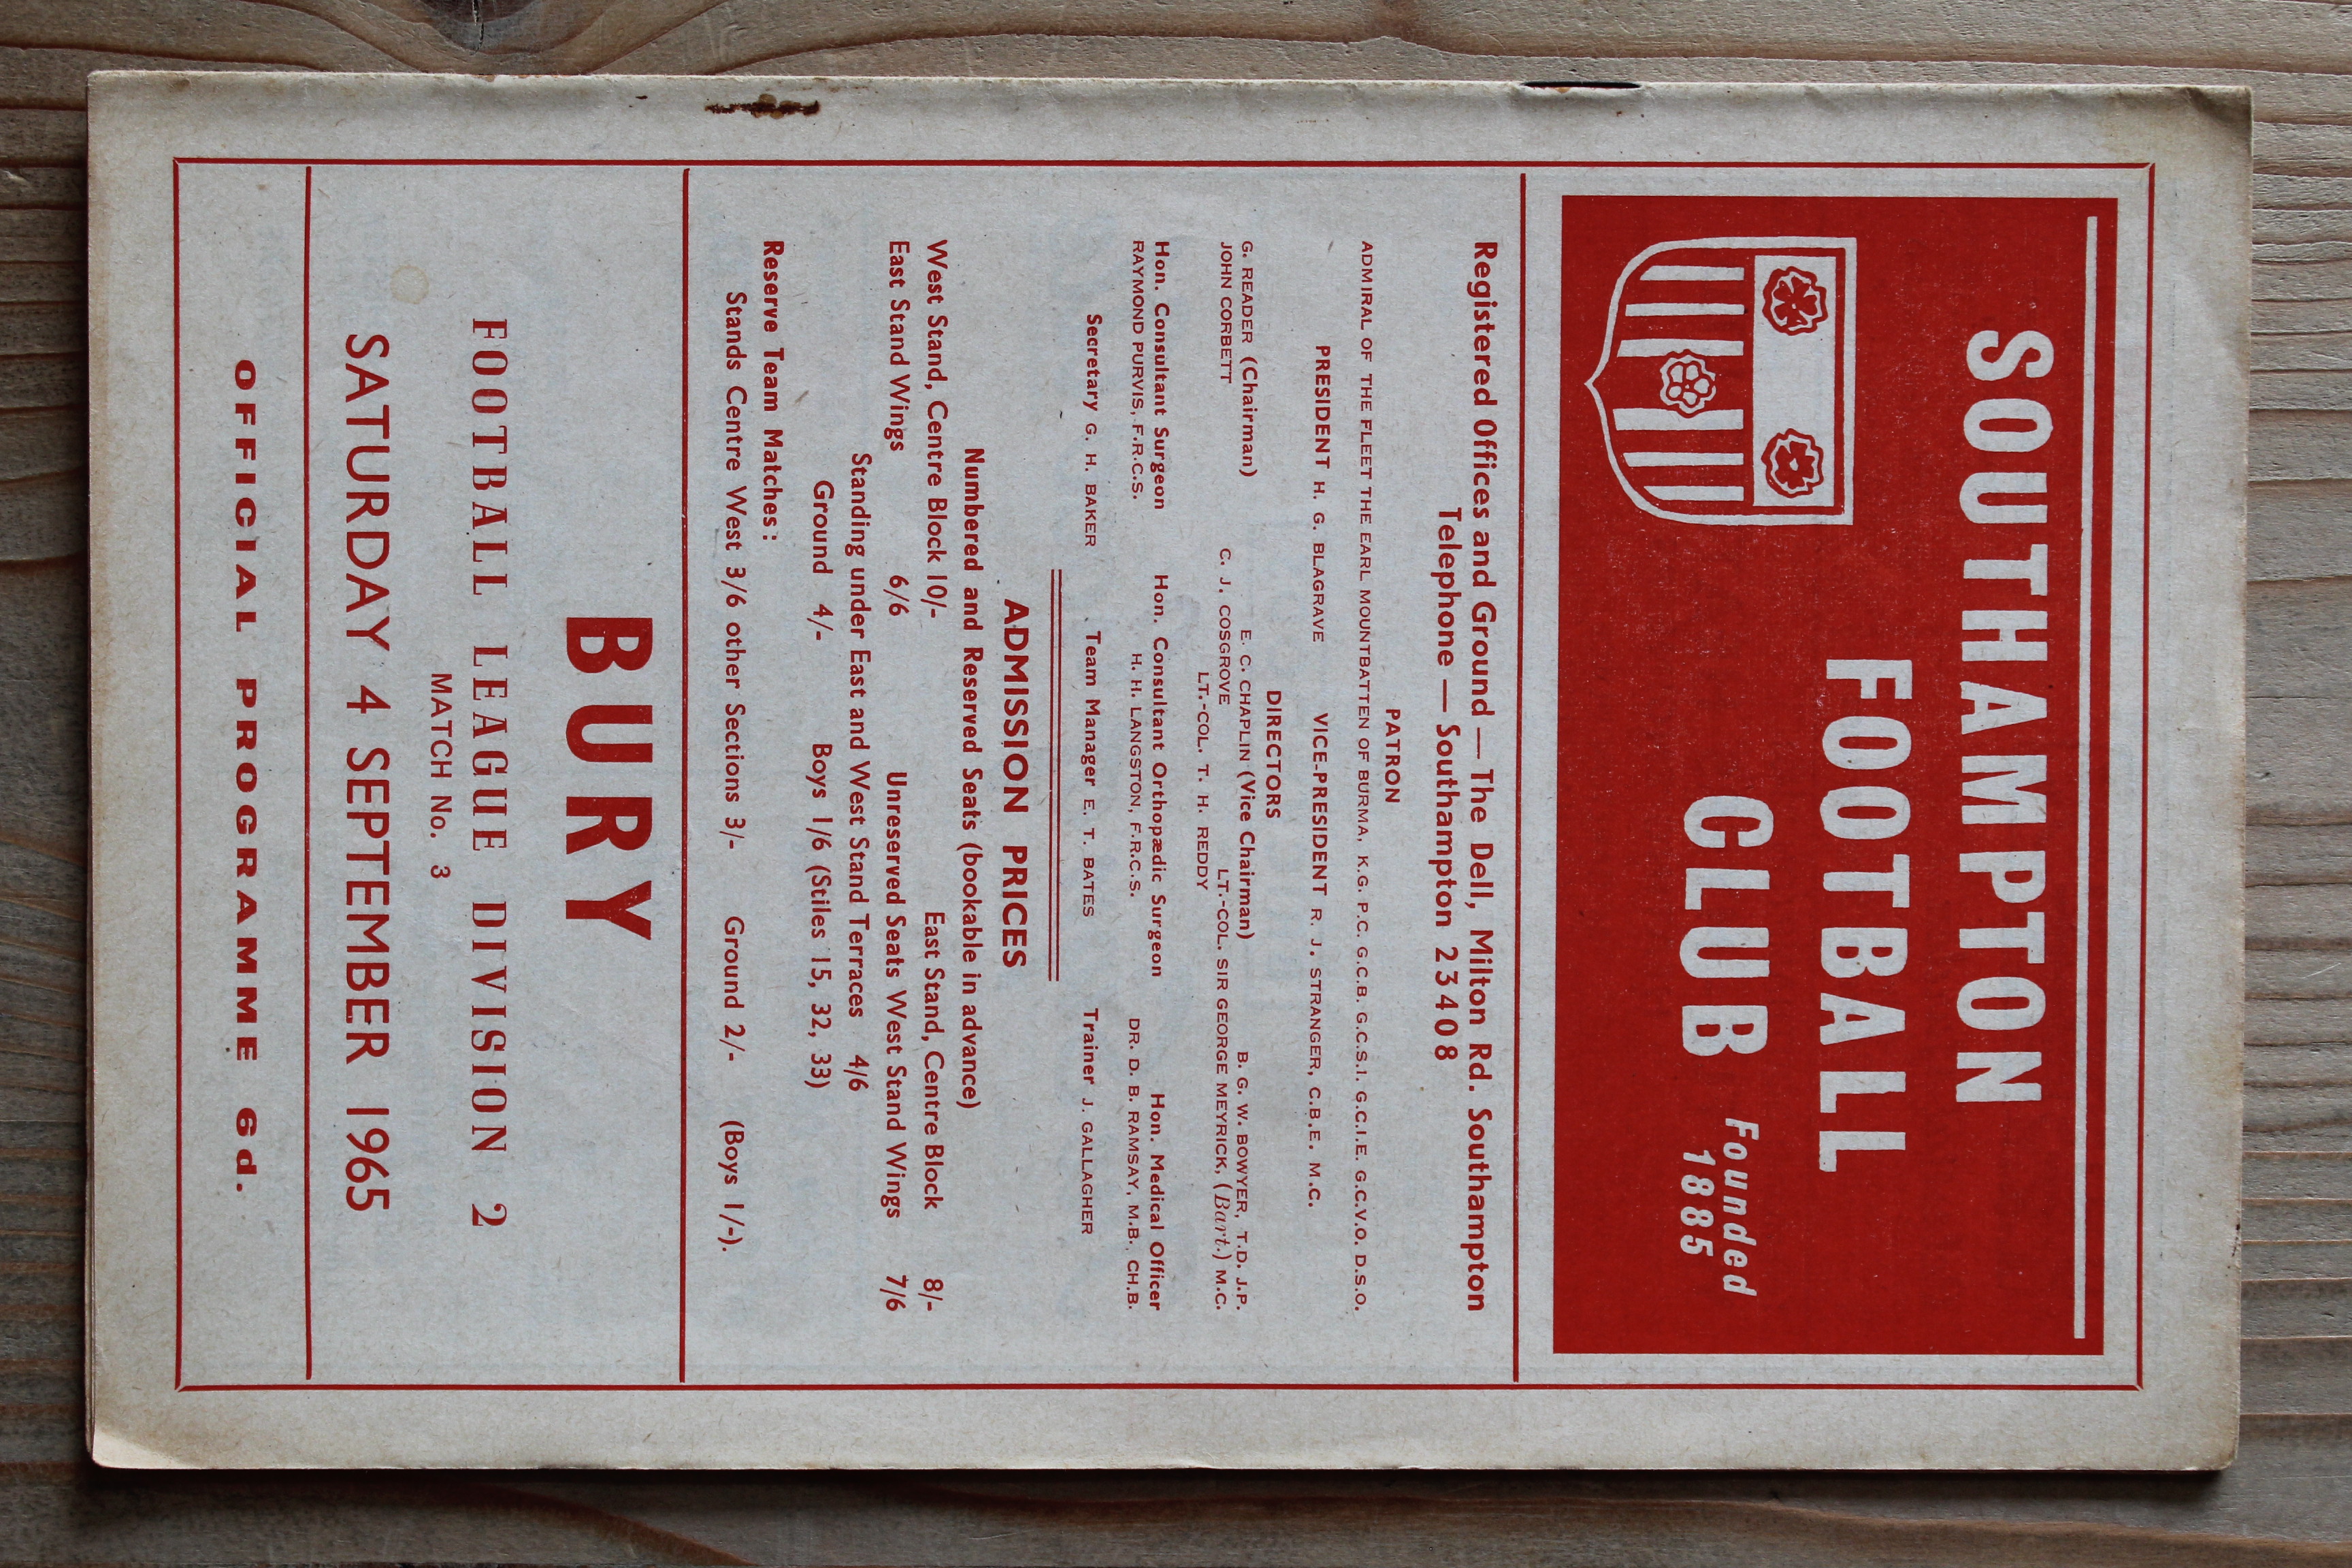 SOUTHAMPTON
FOOTBALL
CLUB
Founded
1885
Registered Offices and Ground — The Dell, Milton Rd. Southampton
Telephone — Southampton 23408
PATRON
ADMIRAL OF THE FLEET THE EARL MOUNTBATTEN OF BURMA, K.G. P.C. G.C.B. G.C.S.I. G.C.I.E. G.C.V.O. D.S.O.
PRESIDENT H. G. BLAGRAVE VICE-PRESIDENT R. J. STRANGER, C.B.E. M.C.
DIRECTORS
G. READER (Chairman) E. C. CHAPLIN (Vice Chairman) B. G. W. BOWYER, T.D. J.P.
JOHN CORBETT C. J. COSGROVE LT.-COL. SIR GEORGE MEYRICK, (Bart.) M.C.
LT.-COL. T. H. REDDY
Hon. Consultant Surgeon Hon. Consultant Orthopædic Surgeon Hon. Medical Officer
RAYMOND PURVIS, F.R.C.S. H. H. LANGSTON, F.R.C.S. DR. D. B. RAMSAY, M.B. CH.B.
Secretary G. H. BAKER Team Manager E. T. BATES Trainer J. GALLAGHER
ADMISSION PRICES
Numbered and Reserved Seats (bookable in advance)
West Stand, Centre Block 10/- East Stand, Centre Block 8/-
East Stand Wings 6/6 Unreserved Seats West Stand Wings 7/6
Standing under East and West Stand Terraces 4/6
Ground 4/- Boys 1/6 (Stiles 15, 32, 33)
Reserve Team Matches :
Stands Centre West 3/6 other Sections 3/- Ground 2/- (Boys 1/-).
BURY
FOOTBALL LEAGUE DIVISION 2
MATCH No. 3
SATURDAY 4 SEPTEMBER 1965
OFFICIAL PROGRAMME 6d.